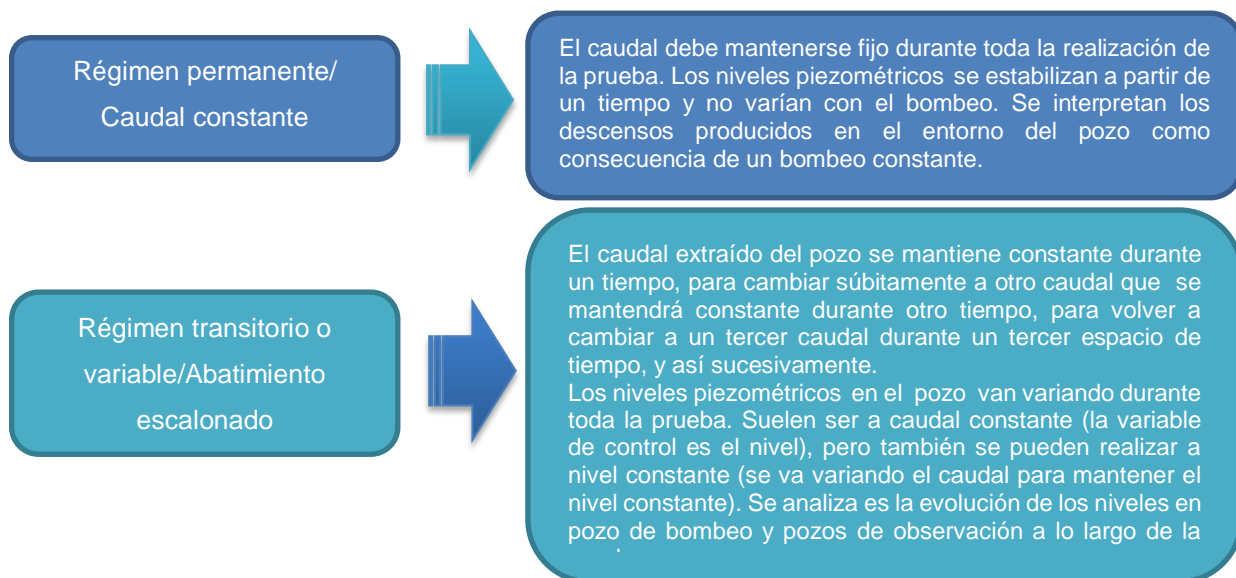 Régimen permanente/
Caudal constante
El caudal debe mantenerse fijo durante toda la realización de
la prueba. Los niveles piezométricos se estabilizan a partir de
un tiempo y no varían con el bombeo. Se interpretan los
descensos producidos en el entorno del pozo como
consecuencia de un bombeo constante.
Régimen transitorio o
variable/Abatimiento
escalonado
El caudal extraído del pozo se mantiene constante durante
un tiempo, para cambiar súbitamente a otro caudal que se
mantendrá constante durante otro tiempo, para volver a
cambiar a un tercer caudal durante un tercer espacio de
tiempo, y así sucesivamente.
Los niveles piezométricos en el pozo van variando durante
toda la prueba. Suelen ser a caudal constante (la variable
de control es el nivel), pero también se pueden realizar a
nivel constante (se va variando el caudal para mantener el
nivel constante). Se analiza es la evolución de los niveles en
pozo de bombeo y pozos de observación a lo largo de la